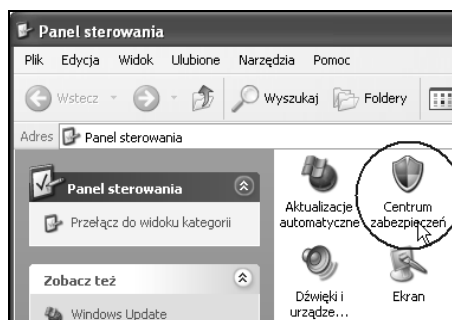 Panel sterowania
Plik Edycja Widok Ulubione Narzędzia Pomoc
Wstecz Wyszukaj Foldery
Adres Panel sterowania
Panel sterowania
Przełącz do widoku kategorii
Zobacz też
Windows Update
Aktualizacje
automatyczne
Centrum
zabezpieczeń
Dźwięki i
urządze...
Ekran